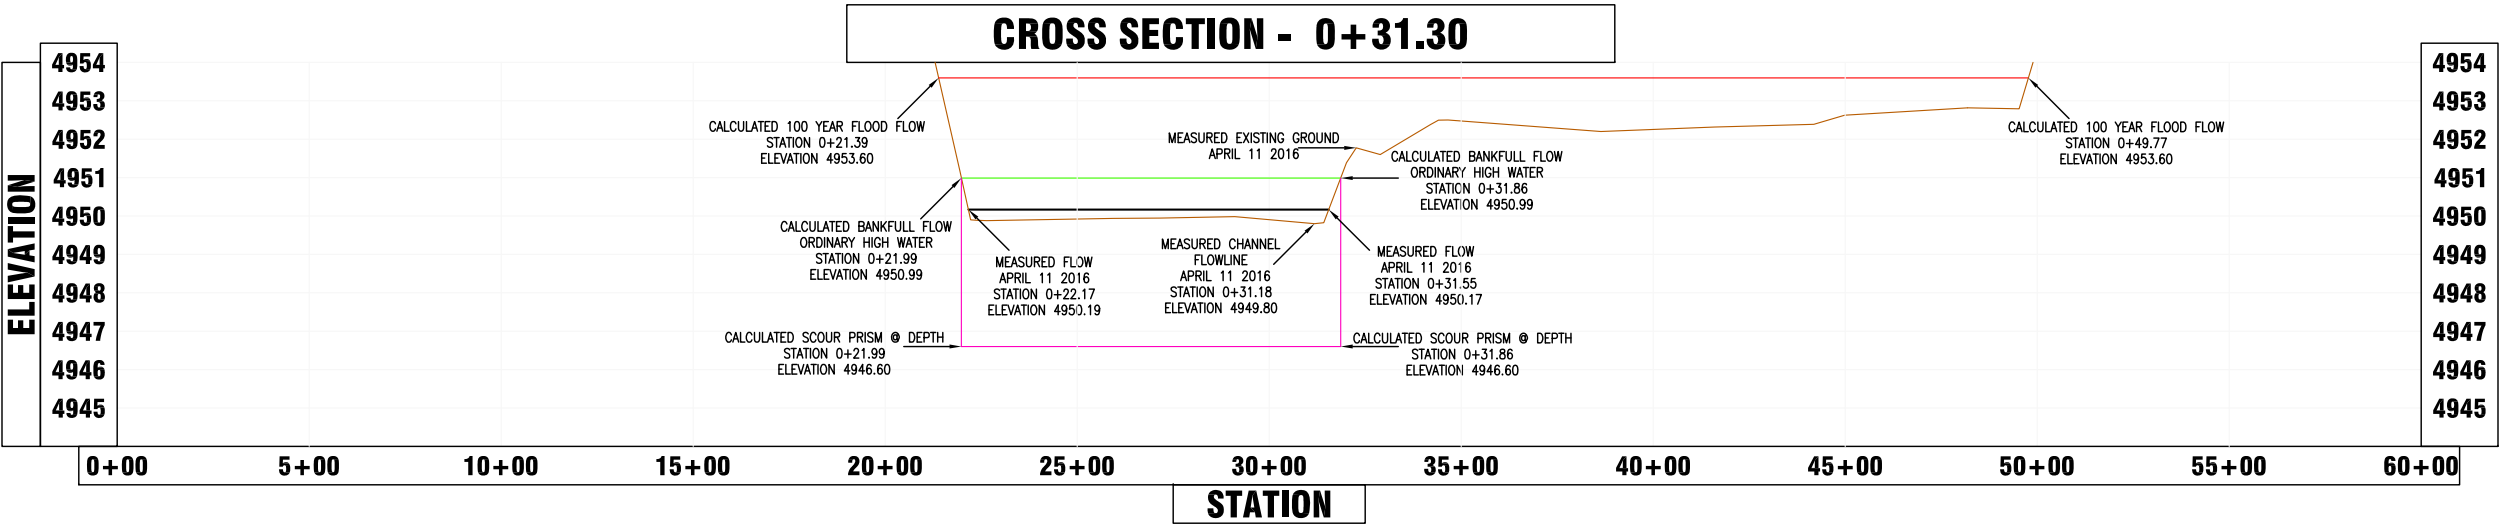 CROSS SECTION - 0+31.30
ELEVATION
4954
4953
4952
4951
4950
4949
4948
4947
4946
4945
CALCULATED 100 YEAR FLOOD FLOW
STATION 0+21.39
ELEVATION 4953.60
CALCULATED BANKFULL FLOW
ORDINARY HIGH WATER
STATION 0+21.99
ELEVATION 4950.99
CALCULATED SCOUR PRISM @ DEPTH
STATION 0+21.99
ELEVATION 4946.60
MEASURED FLOW
APRIL 11 2016
STATION 0+22.17
ELEVATION 4950.19
MEASURED EXISTING GROUND
APRIL 11 2016
MEASURED CHANNEL
FLOWLINE
APRIL 11 2016
STATION 0+31.18
ELEVATION 4949.80
CALCULATED BANKFULL FLOW
ORDINARY HIGH WATER
STATION 0+31.86
ELEVATION 4950.99
MEASURED FLOW
APRIL 11 2016
STATION 0+31.55
ELEVATION 4950.17
CALCULATED SCOUR PRISM @ DEPTH
STATION 0+31.86
ELEVATION 4946.60
CALCULATED 100 YEAR FLOOD FLOW
STATION 0+49.77
ELEVATION 4953.60
4954
4953
4952
4951
4950
4949
4948
4947
4946
4945
0+00 5+00 10+00 15+00 20+00 25+00 30+00 35+00 40+00 45+00 50+00 55+00 60+00
STATION